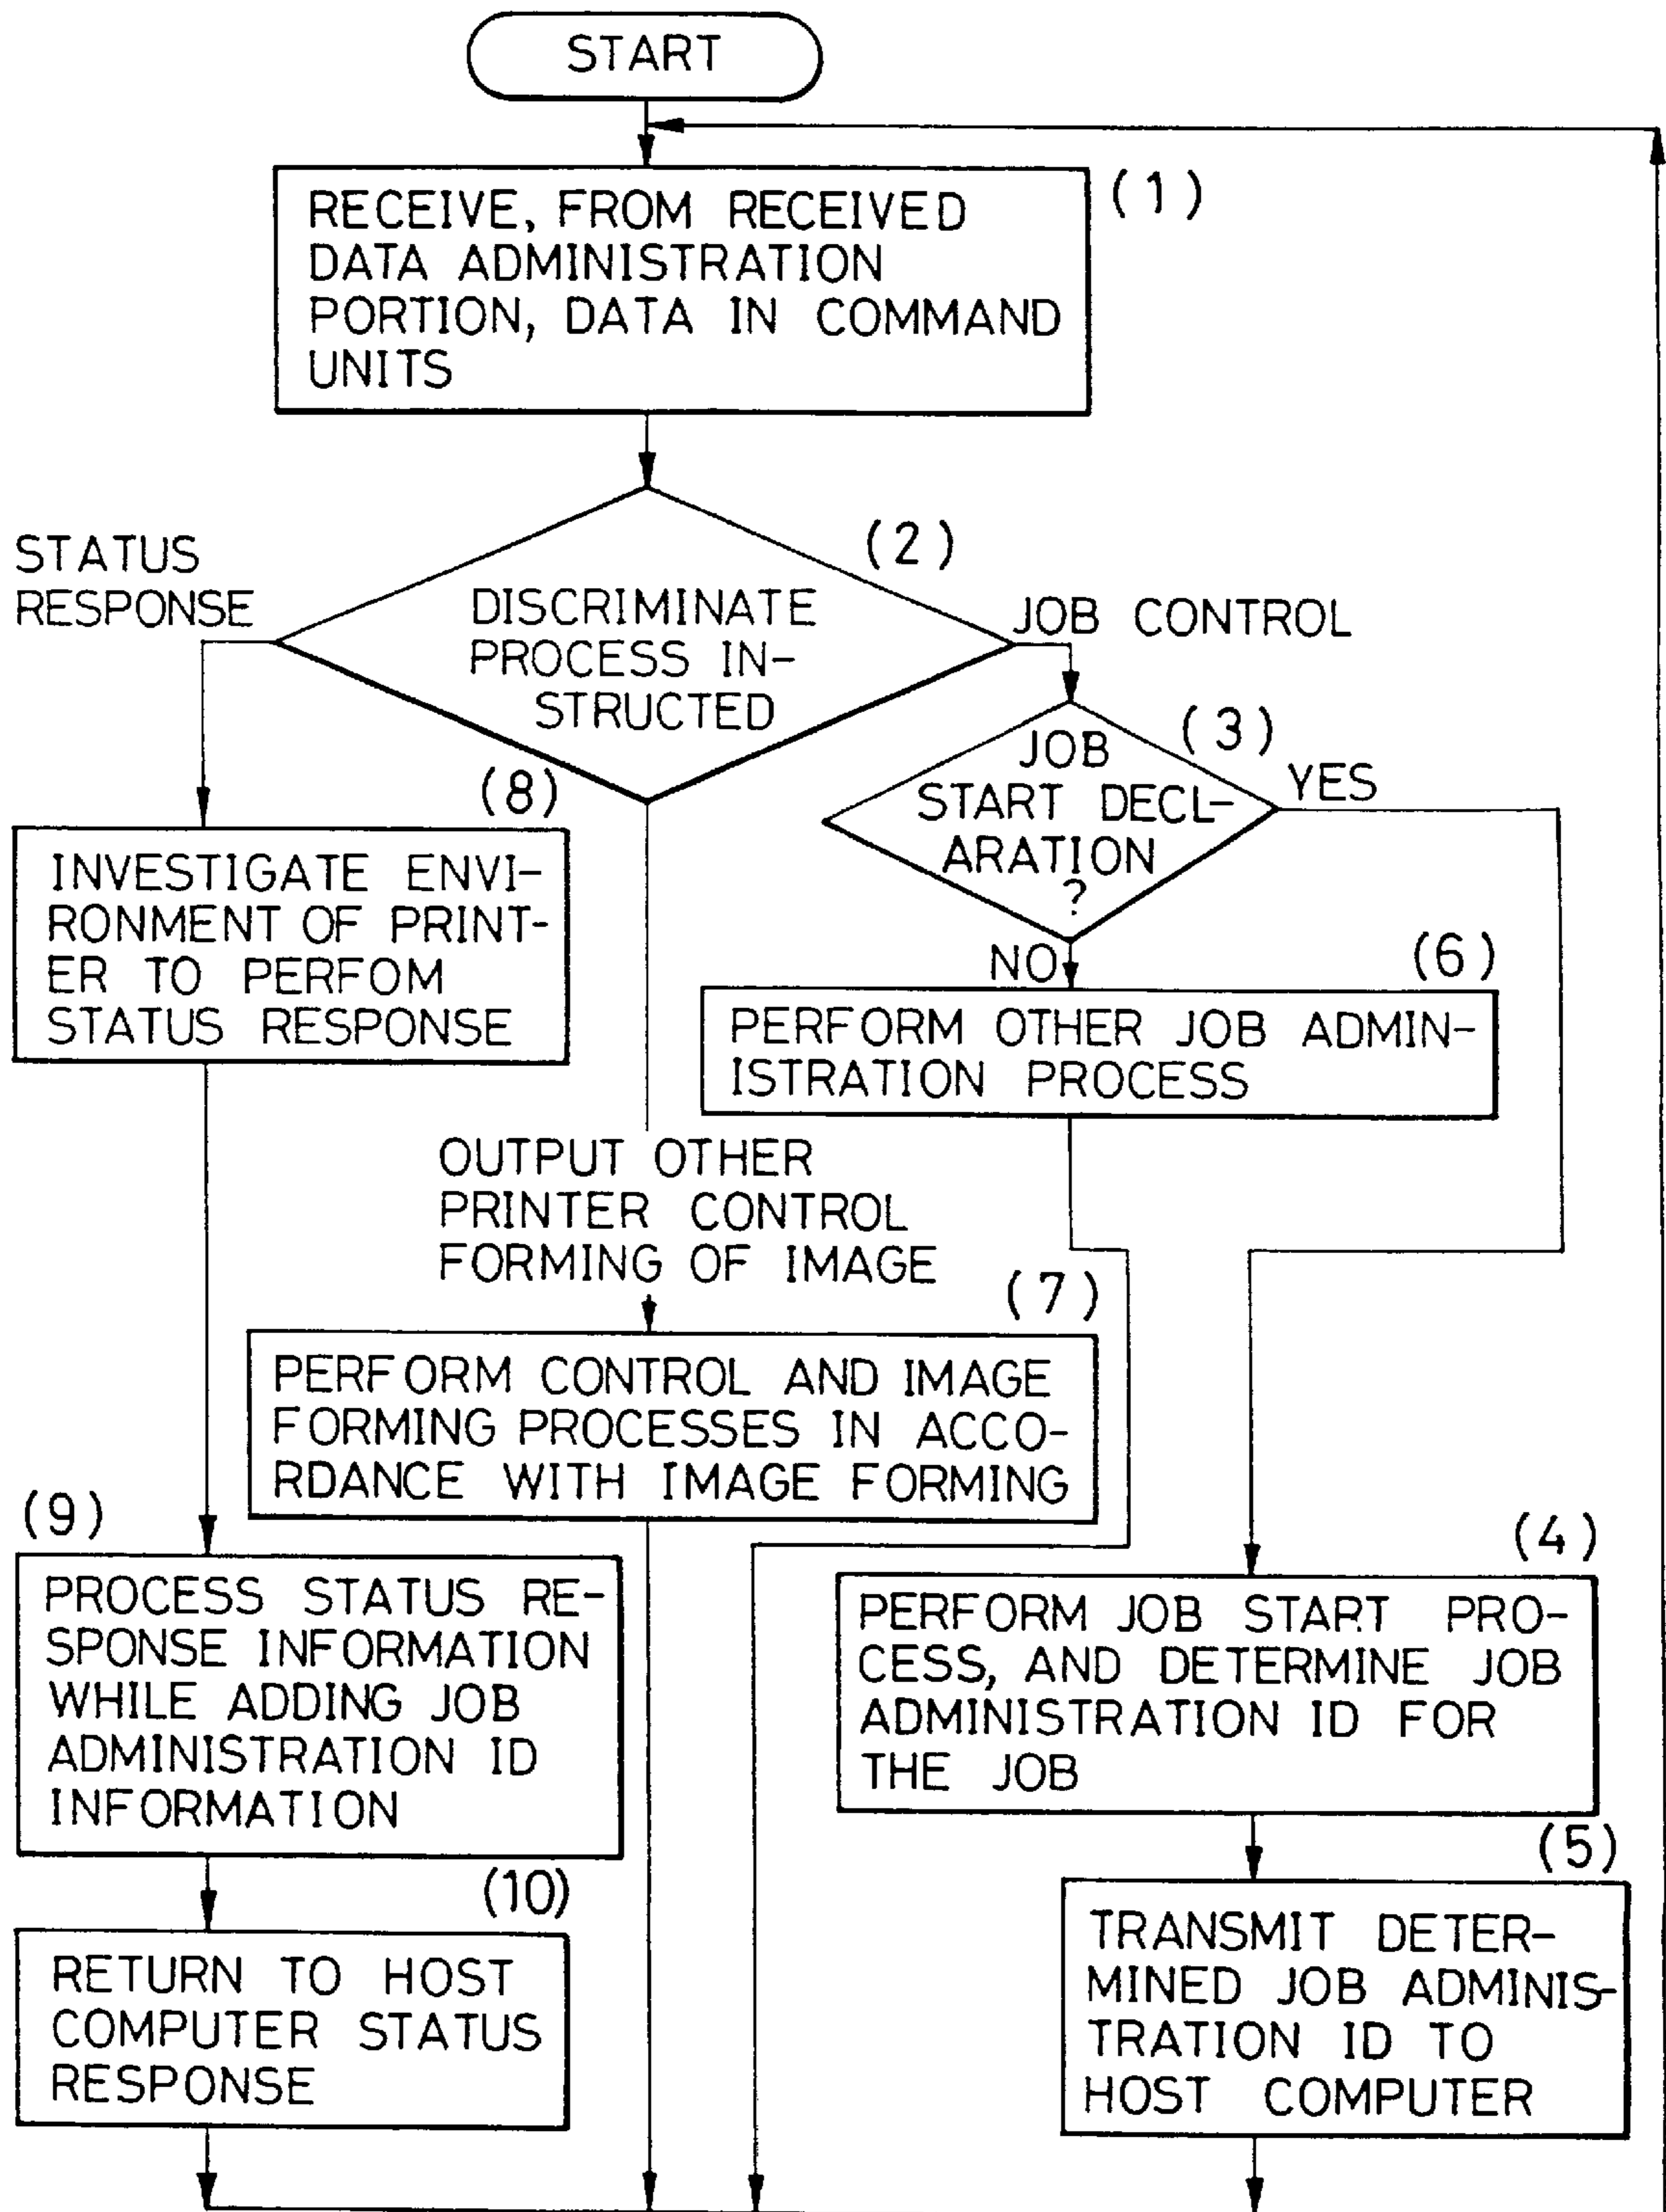 START
(1)
RECEIVE, FROM RECEIVED
DATA ADMINISTRATION
PORTION, DATA IN COMMAND
UNITS
(2)
STATUS
RESPONSE
DISCRIMINATE
PROCESS IN-
STRUCTED
JOB CONTROL
(3)
JOB
START DECL-
ARATION
?
YES
NO
(8)
INVESTIGATE ENVI-
RONMENT OF PRINT-
ER TO PERFOM
STATUS RESPONSE
(6)
PERFORM OTHER JOB ADMIN-
ISTRATION PROCESS
OUTPUT OTHER
PRINTER CONTROL
FORMING OF IMAGE
(7)
PERFORM CONTROL AND IMAGE
FORMING PROCESSES IN ACCO-
RDANCE WITH IMAGE FORMING
(9)
PROCESS STATUS RE-
SPONSE INFORMATION
WHILE ADDING JOB
ADMINISTRATION ID
INFORMATION
(4)
PERFORM JOB START PRO-
CESS, AND DETERMINE JOB
ADMINISTRATION ID FOR
THE JOB
(10)
RETURN TO HOST
COMPUTER STATUS
RESPONSE
(5)
TRANSMIT DETER-
MINED JOB ADMINIS-
TRATION ID TO
HOST COMPUTER